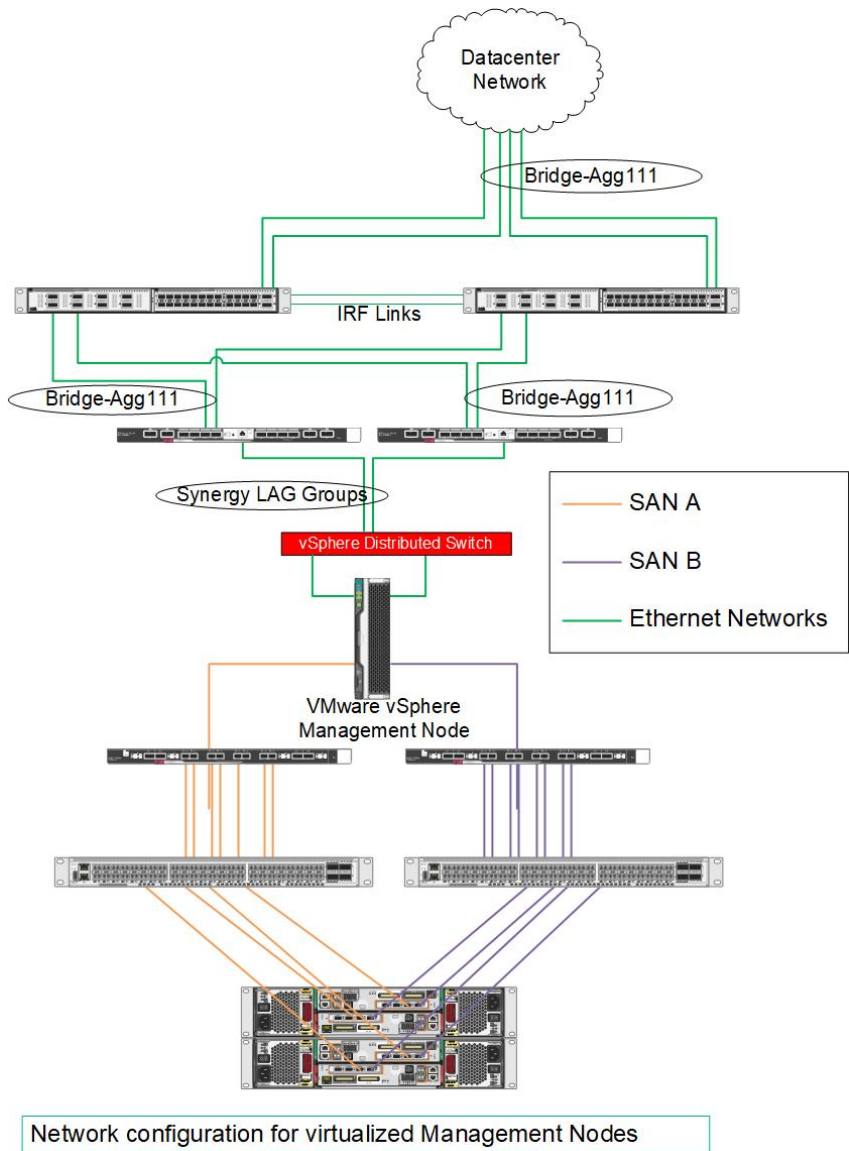 Datacenter
Network
Bridge-Agg111
IRF Links
Bridge-Agg111
Bridge-Agg111
Synergy LAG Groups
vSphere Distributed Switch
SAN A
SAN B
Ethernet Networks
VMware vSphere
Management Node
Network configuration for virtualized Management Nodes